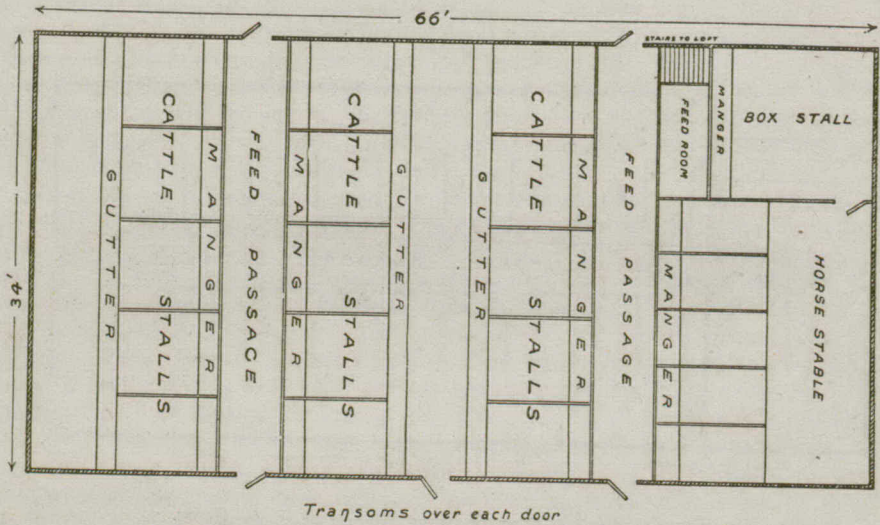 66'
34'
STAIRS TO LOFT
GUTTER
CATTLE STALLS
MANGER
FEED PASSAGE
MANGER
CATTLE STALLS
GUTTER
GUTTER
CATTLE STALLS
MANGER
FEED PASSAGE
FEED ROOM
MANGER
BOX STALL
MANGER
HORSE STABLE
Transoms over each door